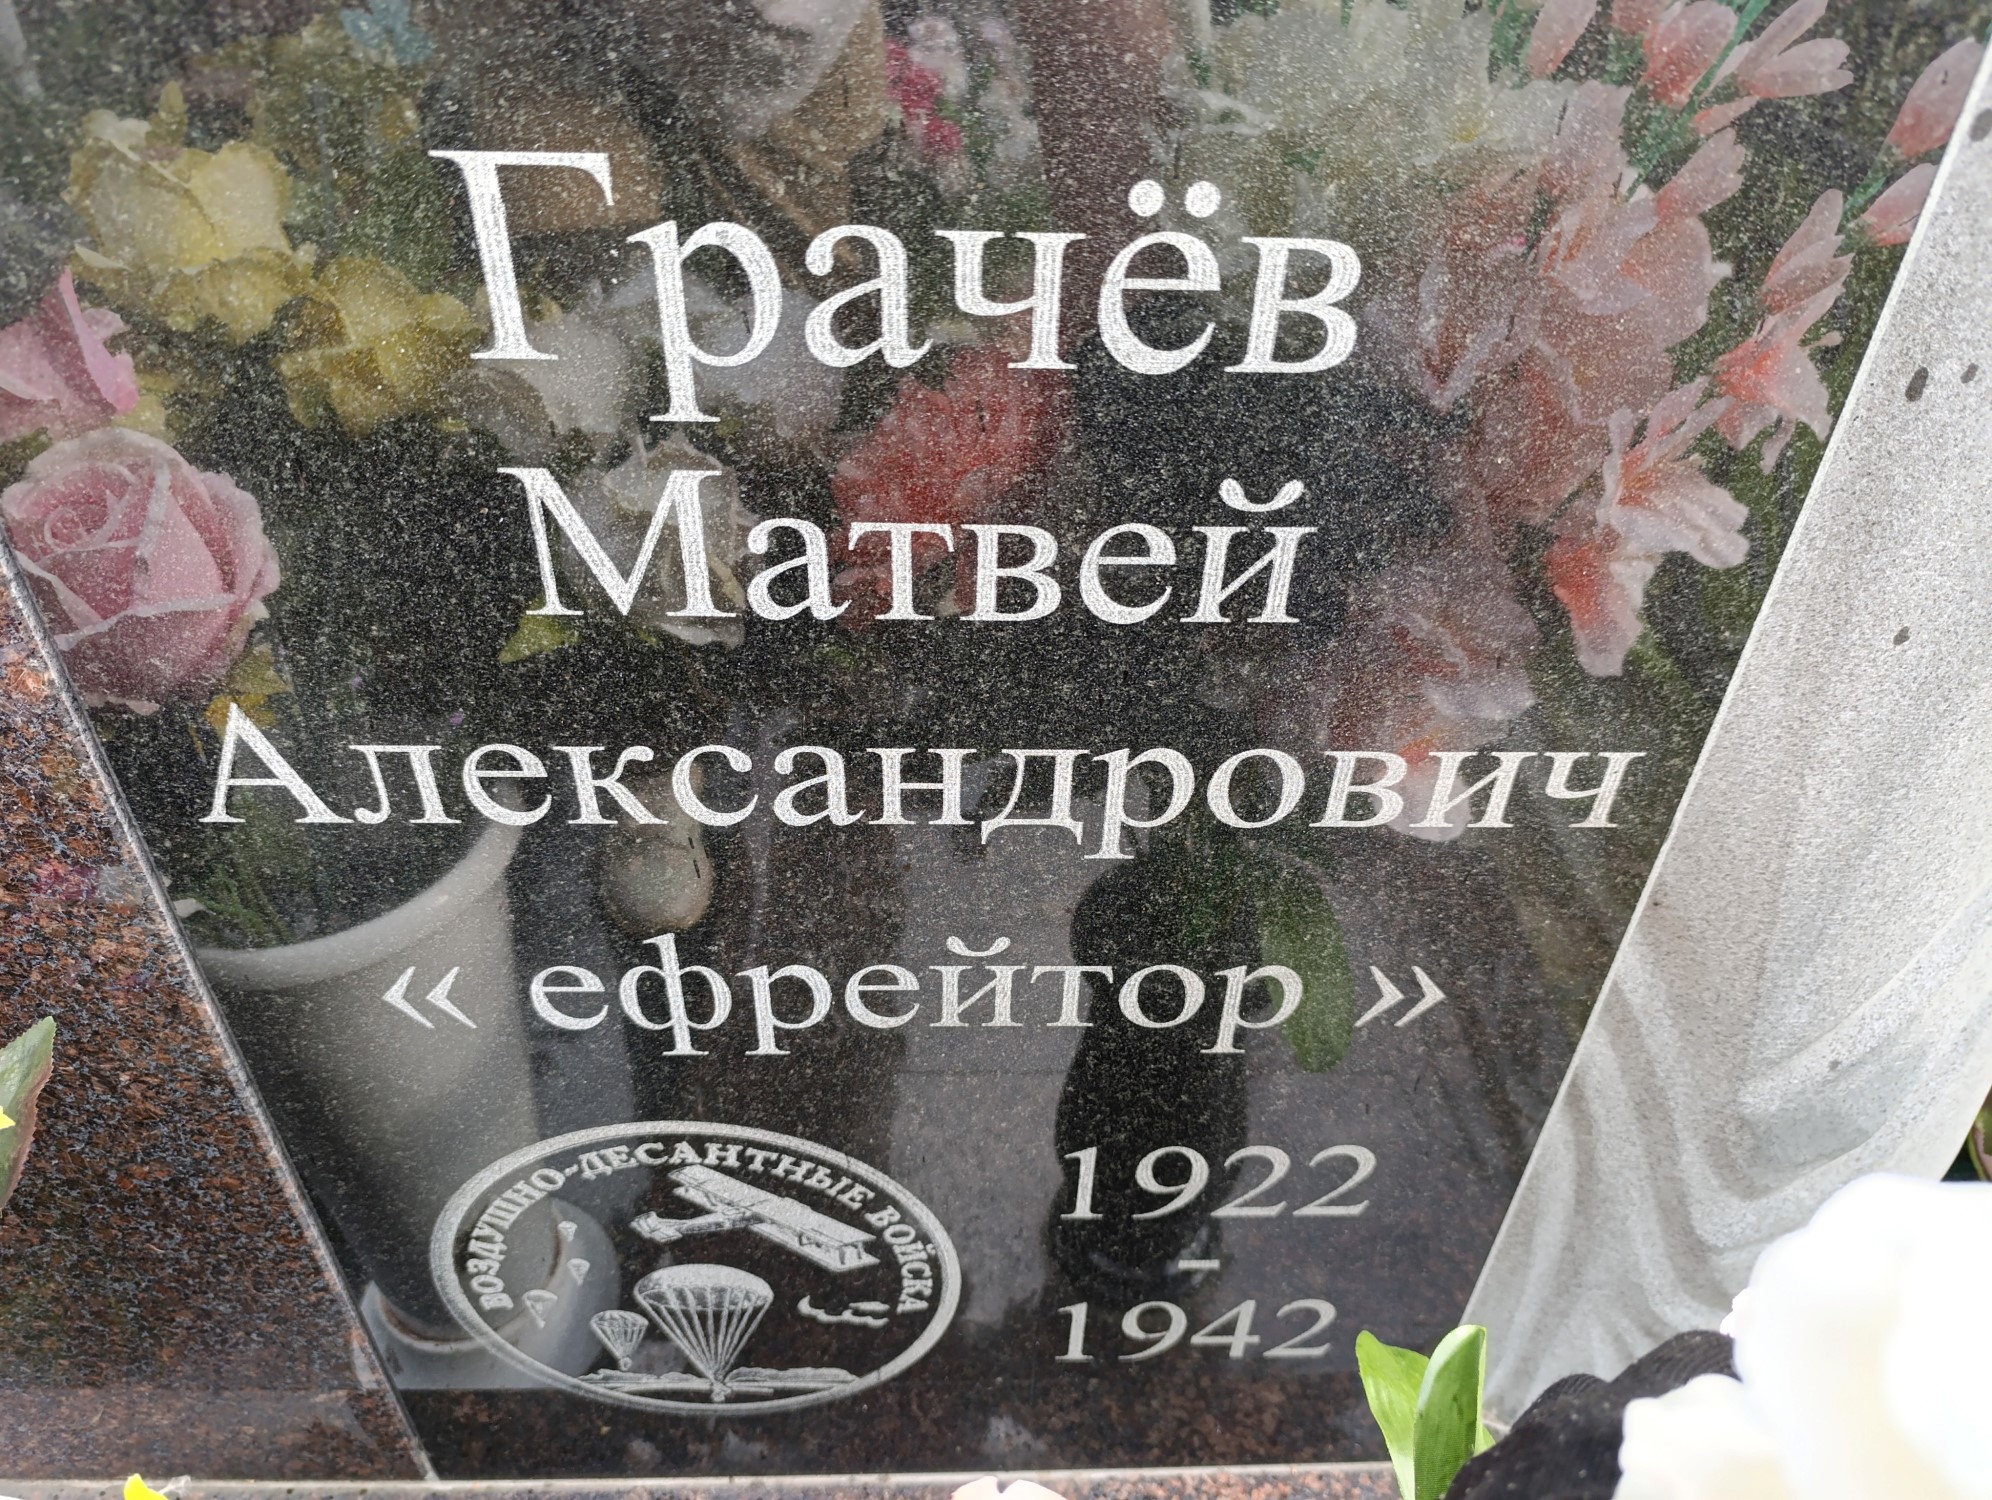 Грачёв
Матвей
Александрович
« ефрейтор »
ВОЗДУШНО-ДЕСАНТНЫЕ ВОЙСКА
1922
-
1942